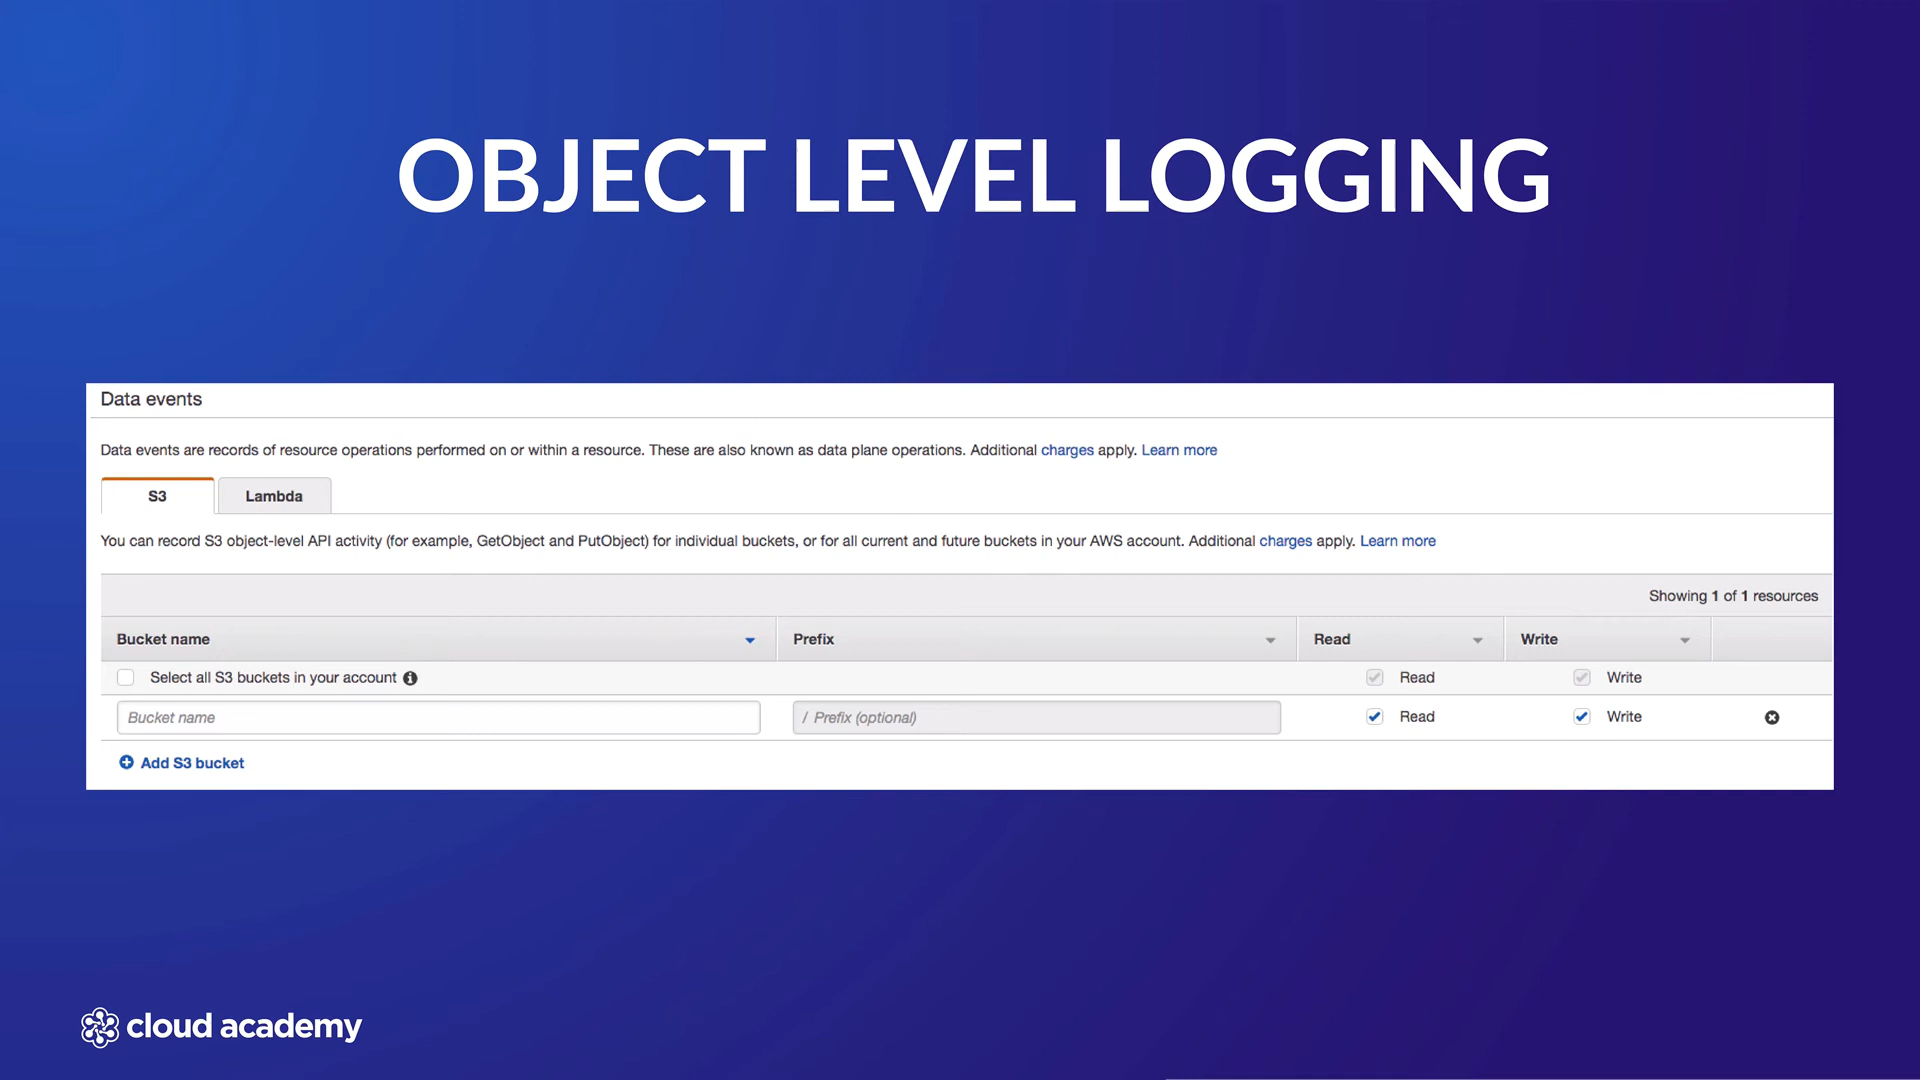 OBJECT LEVEL LOGGING
Data events
Data events are records of resource operations performed on or within a resource. These are also known as data plane operations. Additional charges apply. Learn more
S3 Lambda
You can record S3 object-level API activity (for example, GetObject and PutObject) for individual buckets, or for all current and future buckets in your AWS account. Additional charges apply. Learn more
Showing 1 of 1 resources
Bucket name Prefix Read Write
Select all S3 buckets in your account Read Write
Bucket name / Prefix (optional) Read Write
Add S3 bucket
cloud academy